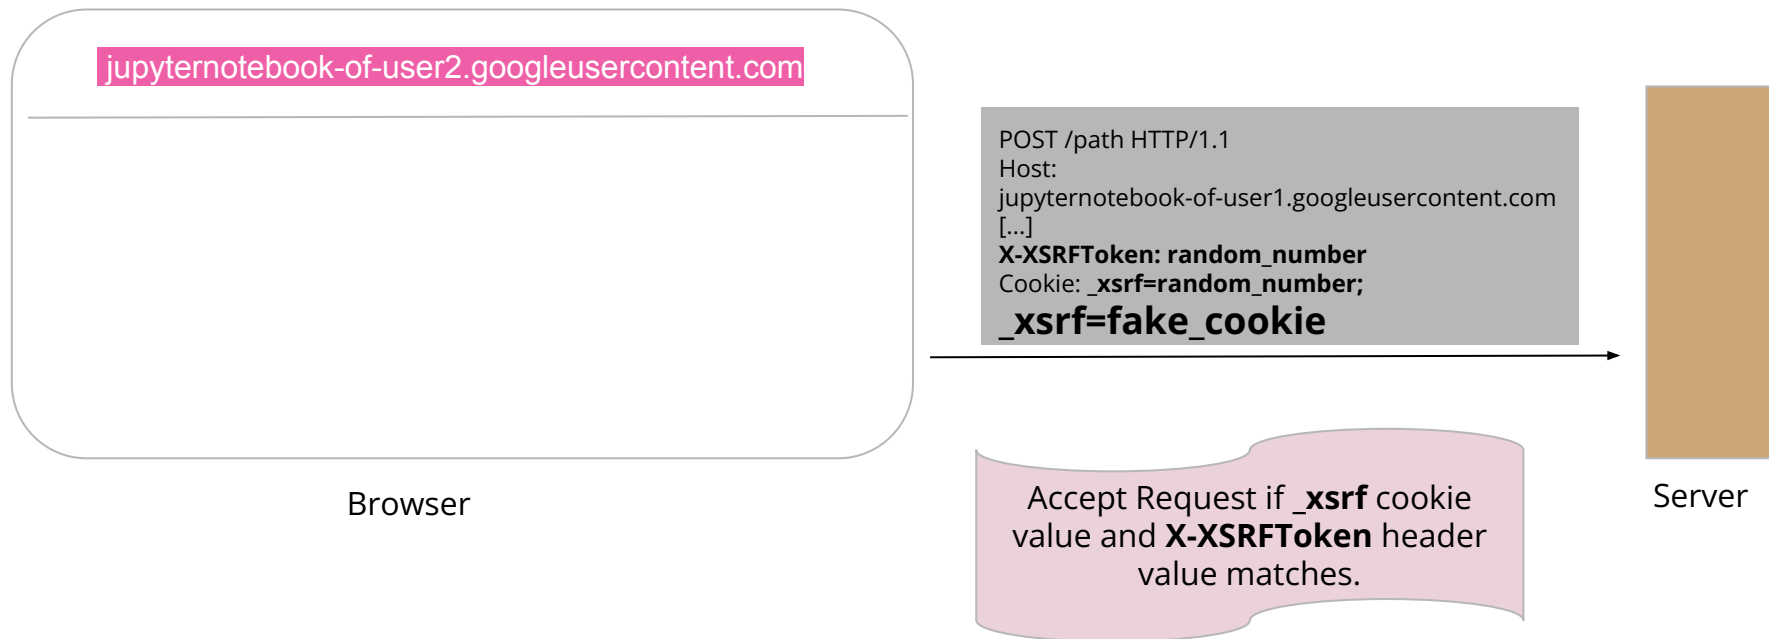 jupyternotebook-of-user2.googleusercontent.com
POST /path HTTP/1.1
Host:
jupyternotebook-of-user1.googleusercontent.com
[...]
X-XSRFToken: random_number
Cookie: _xsrf=random_number;
_xsrf=fake_cookie
Browser
Accept Request if _xsrf cookie
value and X-XSRFToken header
value matches.
Server